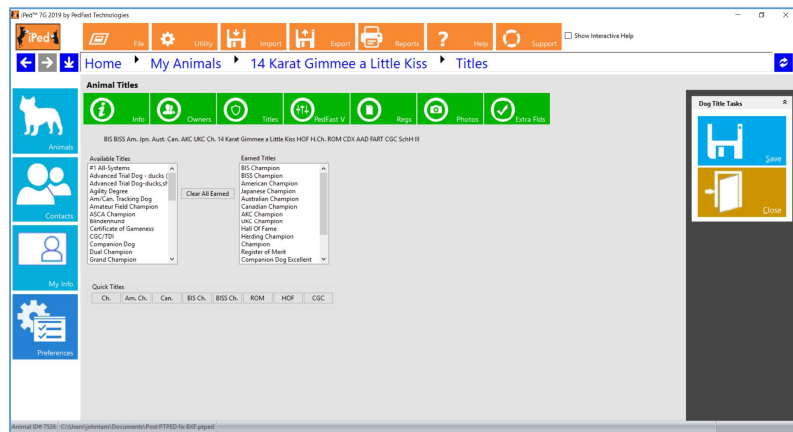 iPed™ 7G 2019 by PedFast Technologies
iPed
File
Utility
Import
Export
Reports
Help
Support
Show Interactive Help
Home
My Animals
14 Karat Gimmee a Little Kiss
Titles
Animal Titles
Info
Owners
Titles
PedFast V
Regs
Photos
Extra Flds
BIS BISS Am. Jpn. Aust. Can. AKC UKC Ch. 14 Karat Gimmee a Little Kiss HOF H.Ch. ROM CDX AAD FART CGC SchH III
Available Titles
#1 All-Systems
Advanced Trial Dog - ducks (
Advanced Trial Dog-ducks,sh
Agility Degree
Am/Can. Tracking Dog
Amateur Field Champion
ASCA Champion
Blindenhund
Certificate of Gameness
CGC/TDI
Companion Dog
Dual Champion
Grand Champion
Clear All Earned
Earned Titles
BIS Champion
BISS Champion
American Champion
Japanese Champion
Australian Champion
Canadian Champion
AKC Champion
UKC Champion
Hall Of Fame
Herding Champion
Champion
Register of Merit
Companion Dog Excellent
Quick Titles
Ch.
Am. Ch.
Can.
BIS Ch.
BISS Ch.
ROM
HOF
CGC
Animals
Contacts
My Info
Preferences
Dog Title Tasks
Save
Close
Animal ID# 7526
C:\Users\johntam\Documents\Post PTPED fix BXF.ptped